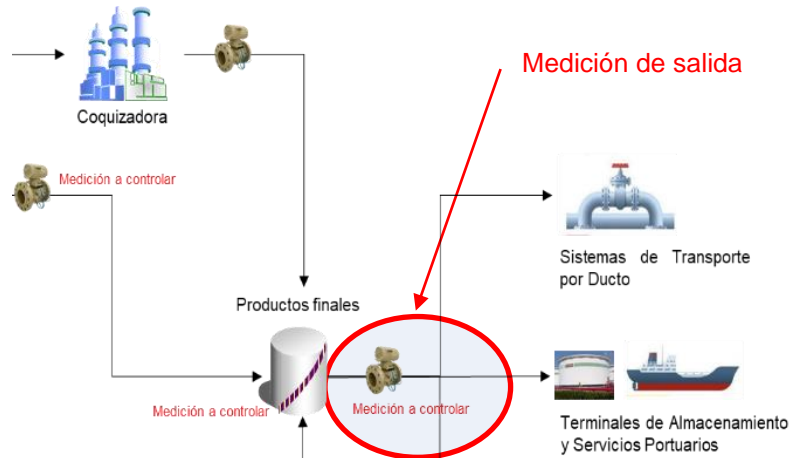 Medición de salida
Coquizadora
Medición a controlar
Sistemas de Transporte
por Ducto
Productos finales
Medición a controlar
Medición a controlar
Terminales de Almacenamiento
y Servicios Portuarios